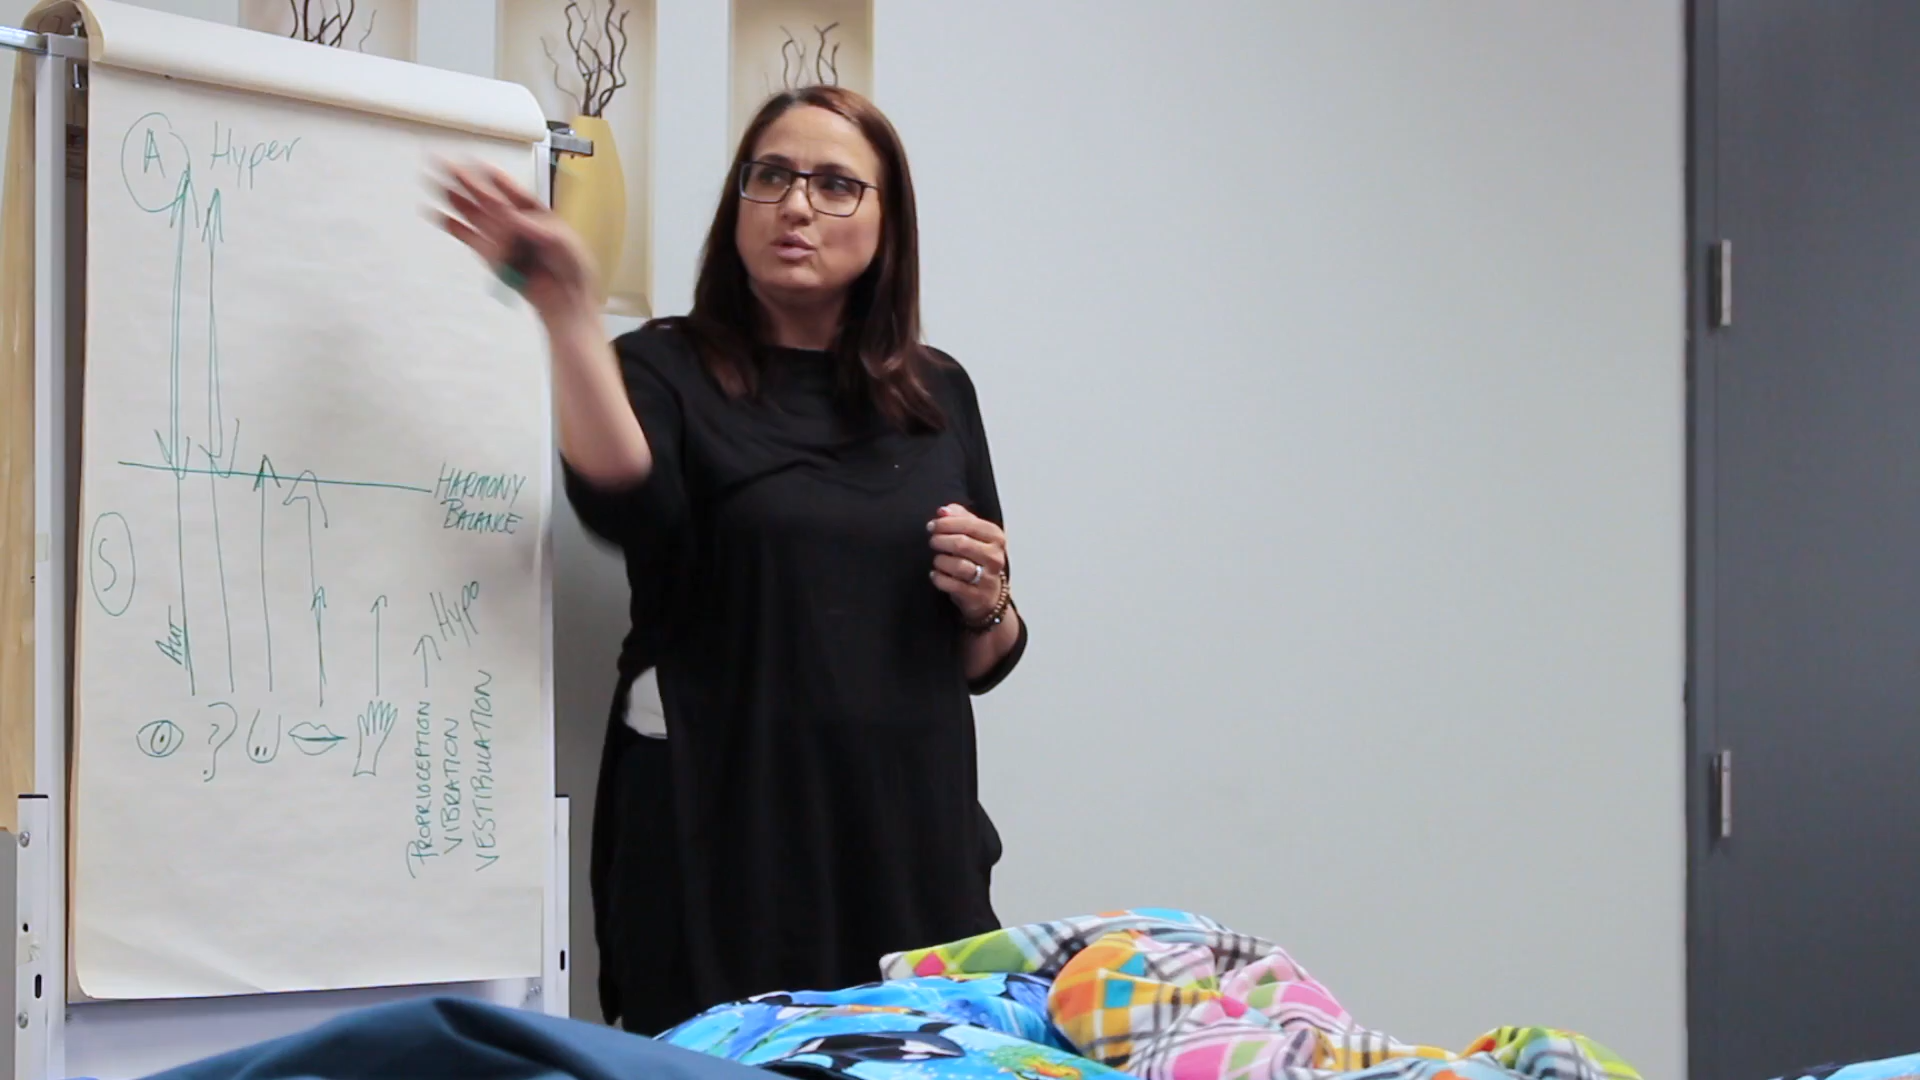 A Hyper
HARMONY
BALANCE
S
Aut
Hypo
PROPRIOCEPTION
VIBRATION
VESTIBULATION